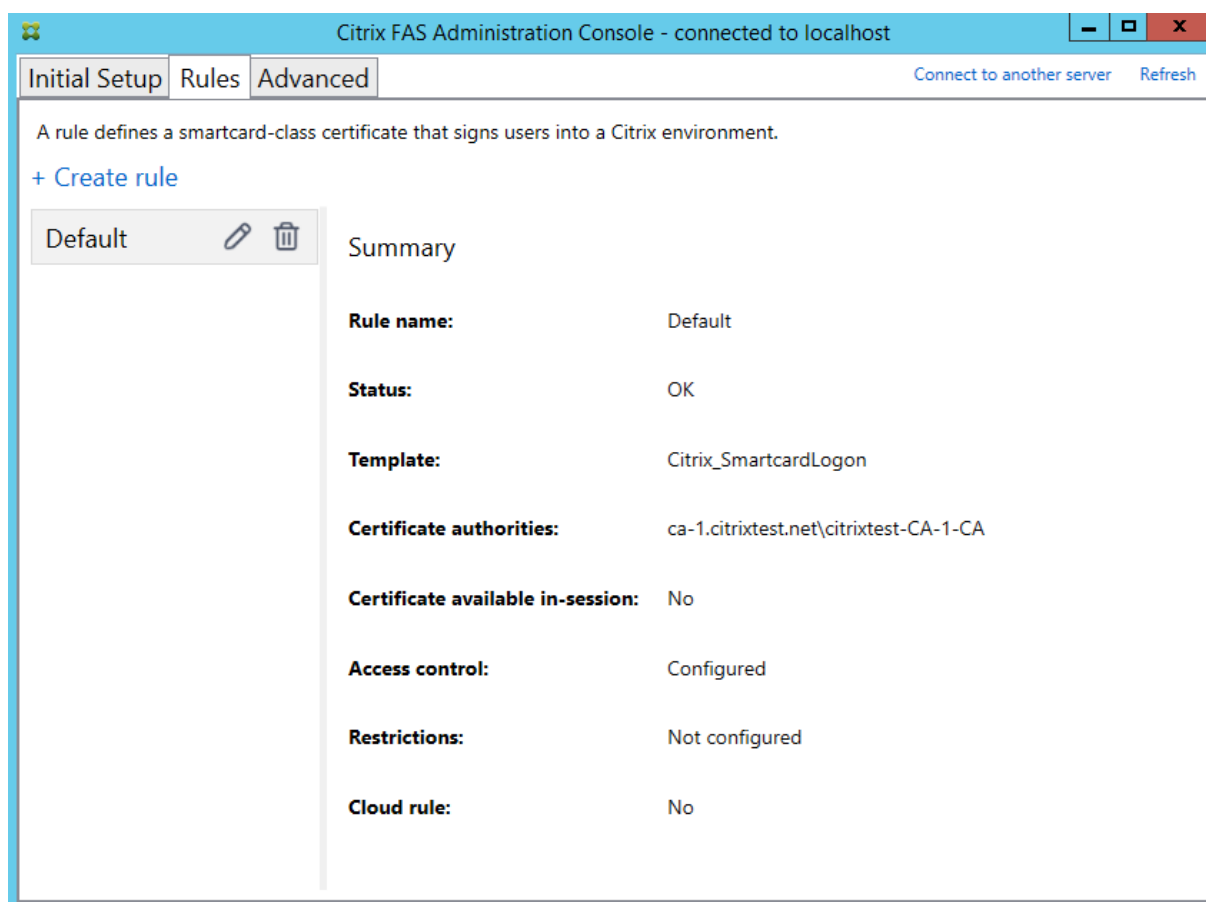 Citrix FAS Administration Console - connected to localhost
Initial Setup Rules Advanced Connect to another server Refresh
A rule defines a smartcard-class certificate that signs users into a Citrix environment.
+ Create rule
Default
Summary
Rule name: Default
Status: OK
Template: Citrix_SmartcardLogon
Certificate authorities: ca-1.citrixtest.net\citrixtest-CA-1-CA
Certificate available in-session: No
Access control: Configured
Restrictions: Not configured
Cloud rule: No